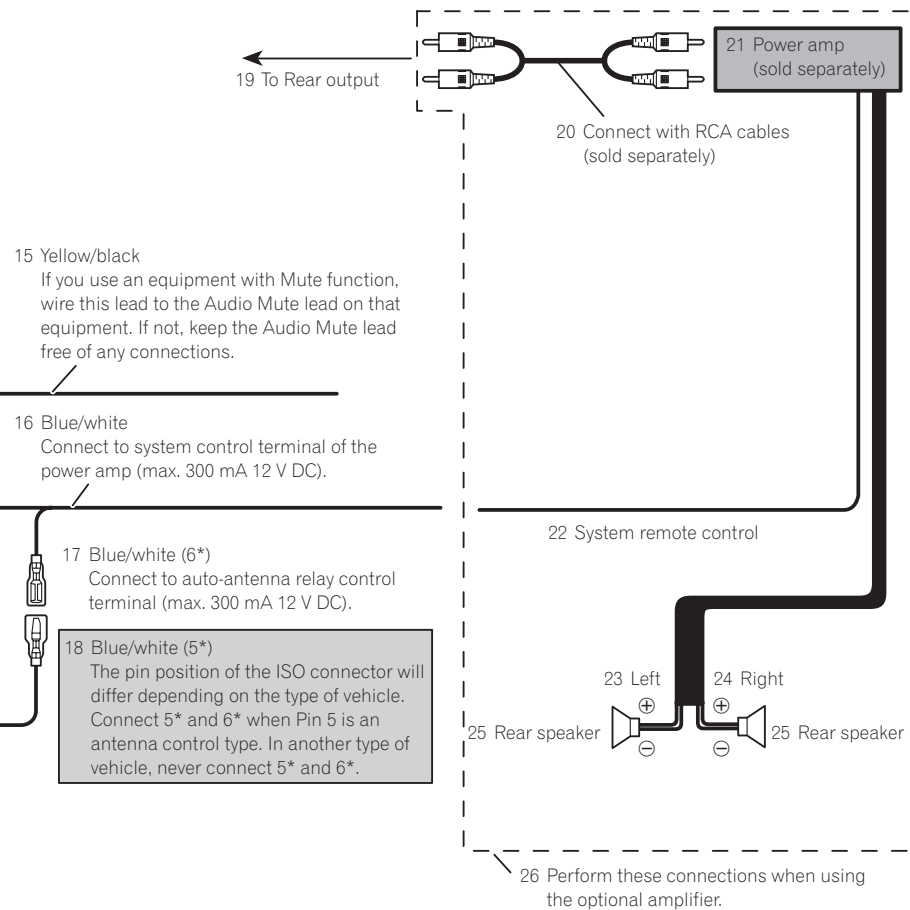 21 Power amp
(sold separately)
19 To Rear output
20 Connect with RCA cables
(sold separately)
15 Yellow/black
If you use an equipment with Mute function,
wire this lead to the Audio Mute lead on that
equipment. If not, keep the Audio Mute lead
free of any connections.
16 Blue/white
Connect to system control terminal of the
power amp (max. 300 mA 12 V DC).
22 System remote control
17 Blue/white (6*)
Connect to auto-antenna relay control
terminal (max. 300 mA 12 V DC).
18 Blue/white (5*)
The pin position of the ISO connector will
differ depending on the type of vehicle.
Connect 5* and 6* when Pin 5 is an
antenna control type. In another type of
vehicle, never connect 5* and 6*.
23 Left
24 Right
⊕ ⊕
25 Rear speaker
25 Rear speaker
⊖ ⊖
26 Perform these connections when using
the optional amplifier.